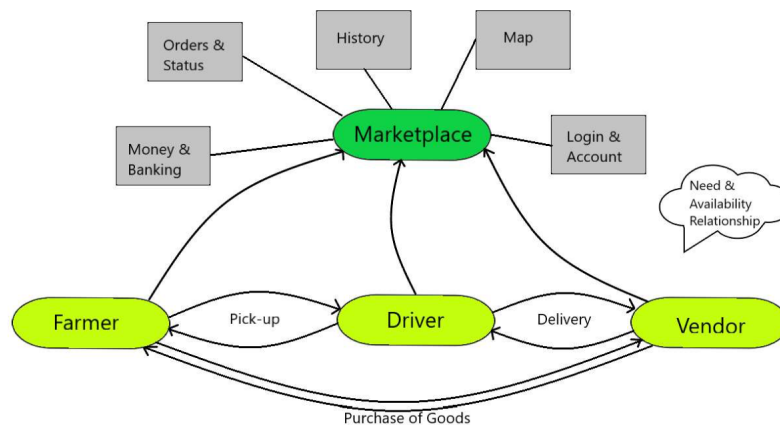 Orders &
Status
History
Map
Marketplace
Money &
Banking
Login &
Account
Need &
Availability
Relationship
Farmer
Pick-up
Driver
Delivery
Vendor
Purchase of Goods